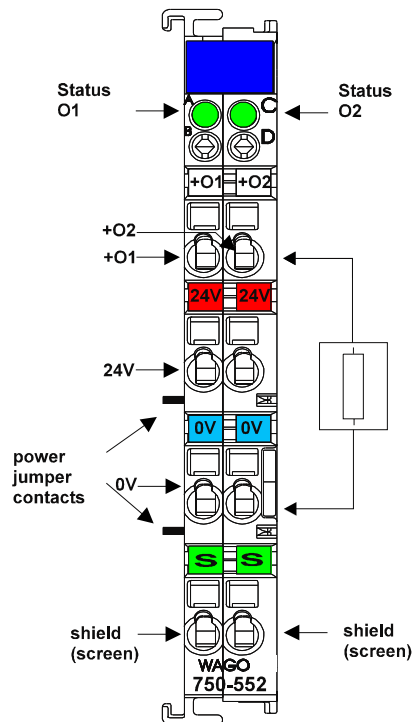 Status
O1
Status
O2
A
C
B
D
+O1
+O2
+O2
+O1
24V
24V
24V
0V
0V
power
jumper
contacts
0V
S
S
shield
(screen)
shield
(screen)
WAGO
750-552